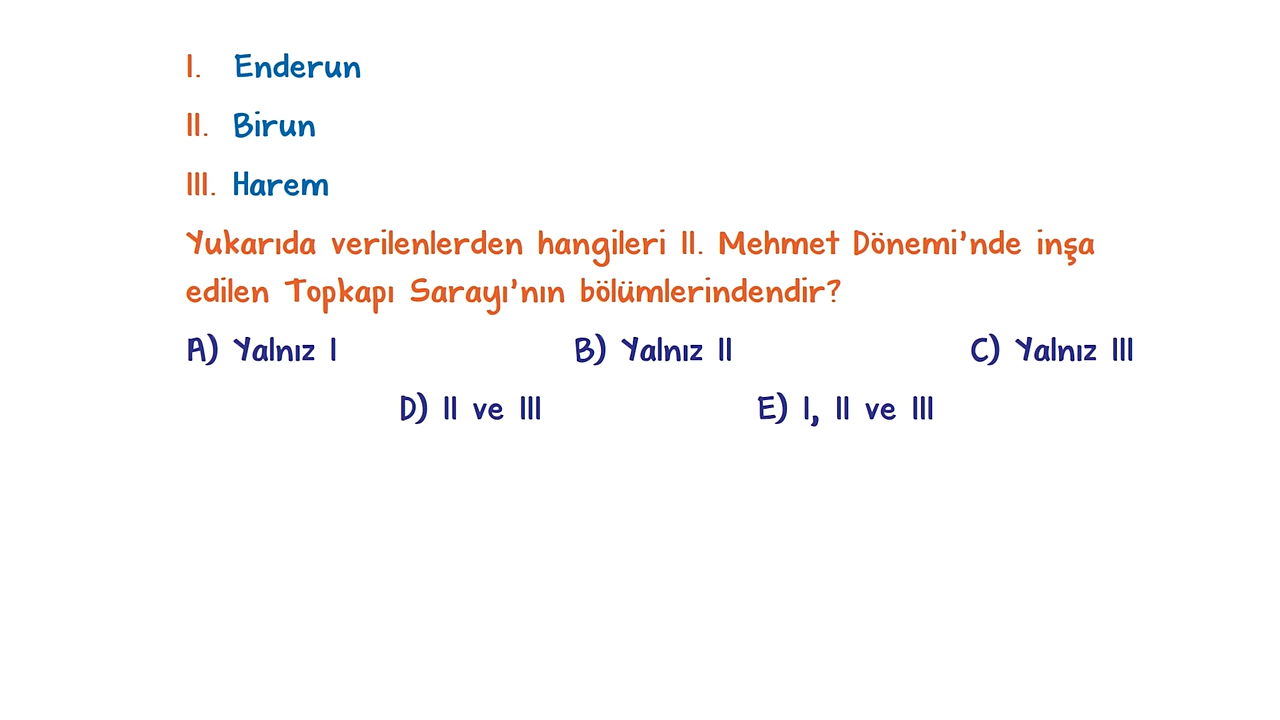 I. Enderun
II. Birun
III. Harem
Yukarıda verilenlerden hangileri II. Mehmet Dönemi'nde inşa
edilen Topkapı Sarayı'nın bölümlerindendir?
A) Yalnız I B) Yalnız II C) Yalnız III
D) II ve III E) I, II ve III